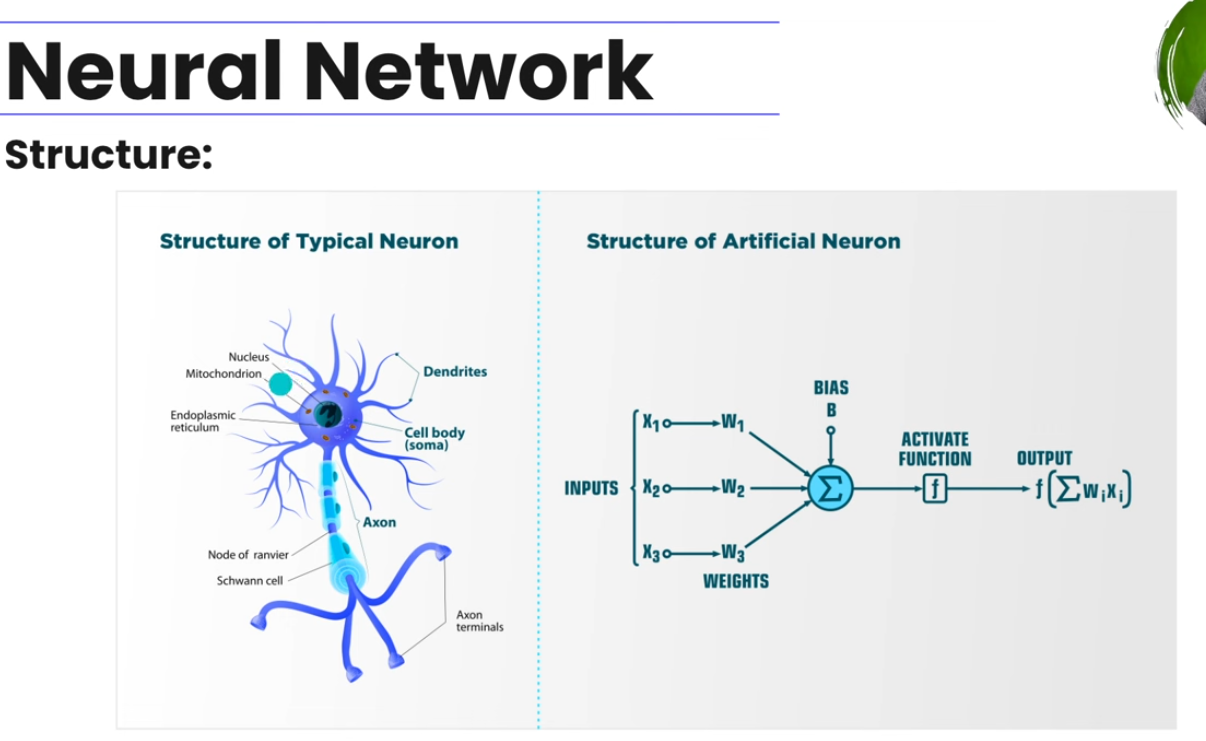 Neural Network
Structure:
Structure of Typical Neuron
Nucleus
Mitochondrion
Endoplasmic
reticulum
Dendrites
Cell body
(soma)
Axon
Node of ranvier
Schwann cell
Axon
terminals
Structure of Artificial Neuron
BIAS
B
INPUTS
X₁ W₁
X₂ W₂
X₃ W₃
WEIGHTS
Σ
ACTIVATE
FUNCTION
f
OUTPUT
f(∑wᵢxᵢ)